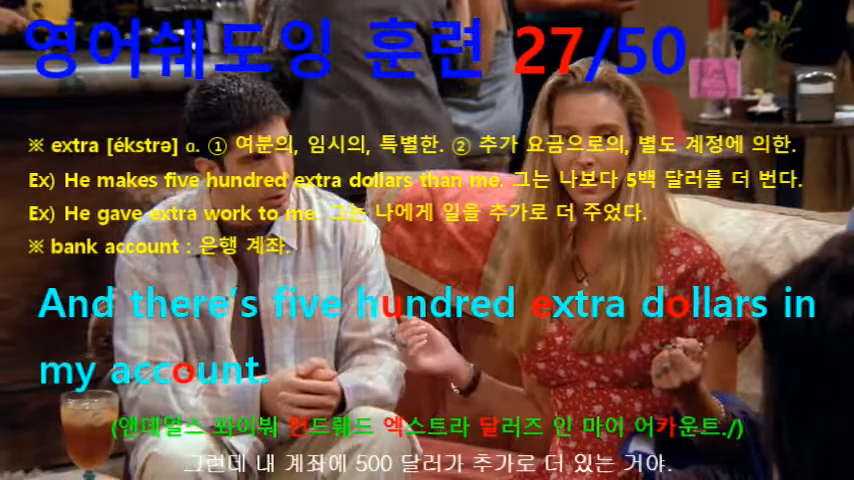 영어쉐도잉 훈련 27/50
※ extra [ékstrə] a. ① 여분의, 임시의, 특별한. ② 추가 요금으로의, 별도 계정에 의한.
Ex) He makes five hundred extra dollars than me. 그는 나보다 5백 달러를 더 번다.
Ex) He gave extra work to me. 그는 나에게 일을 추가로 더 주었다.
※ bank account : 은행 계좌.
And there's five hundred extra dollars in
my account.
(앤데얼스 퐈이붜 헌드뤠드 엑스트라 달러즈 인 마이 어카운트./)
그런데 내 계좌에 500 달러가 추가로 더 있는 거야.